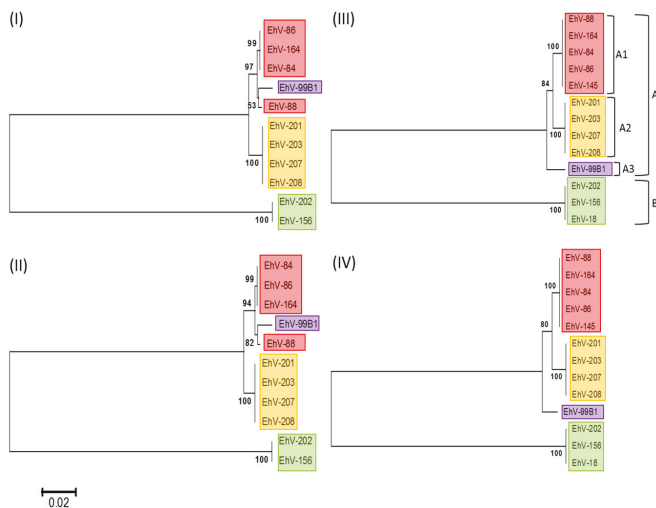 (I)
99
97
53
100
100
EhV-86
EhV-164
EhV-84
EhV-99B1
EhV-88
EhV-201
EhV-203
EhV-207
EhV-208
EhV-202
EhV-156
(III)
84
100
100
100
EhV-88
EhV-164
EhV-84
EhV-86
EhV-145
EhV-201
EhV-203
EhV-207
EhV-208
EhV-99B1
EhV-202
EhV-156
EhV-18
A1
A2
A3
A
B
(II)
99
94
82
100
100
EhV-84
EhV-86
EhV-164
EhV-99B1
EhV-88
EhV-201
EhV-203
EhV-207
EhV-208
EhV-202
EhV-156
(IV)
100
80
100
100
EhV-88
EhV-164
EhV-84
EhV-86
EhV-145
EhV-201
EhV-203
EhV-207
EhV-208
EhV-99B1
EhV-202
EhV-156
EhV-18
0.02